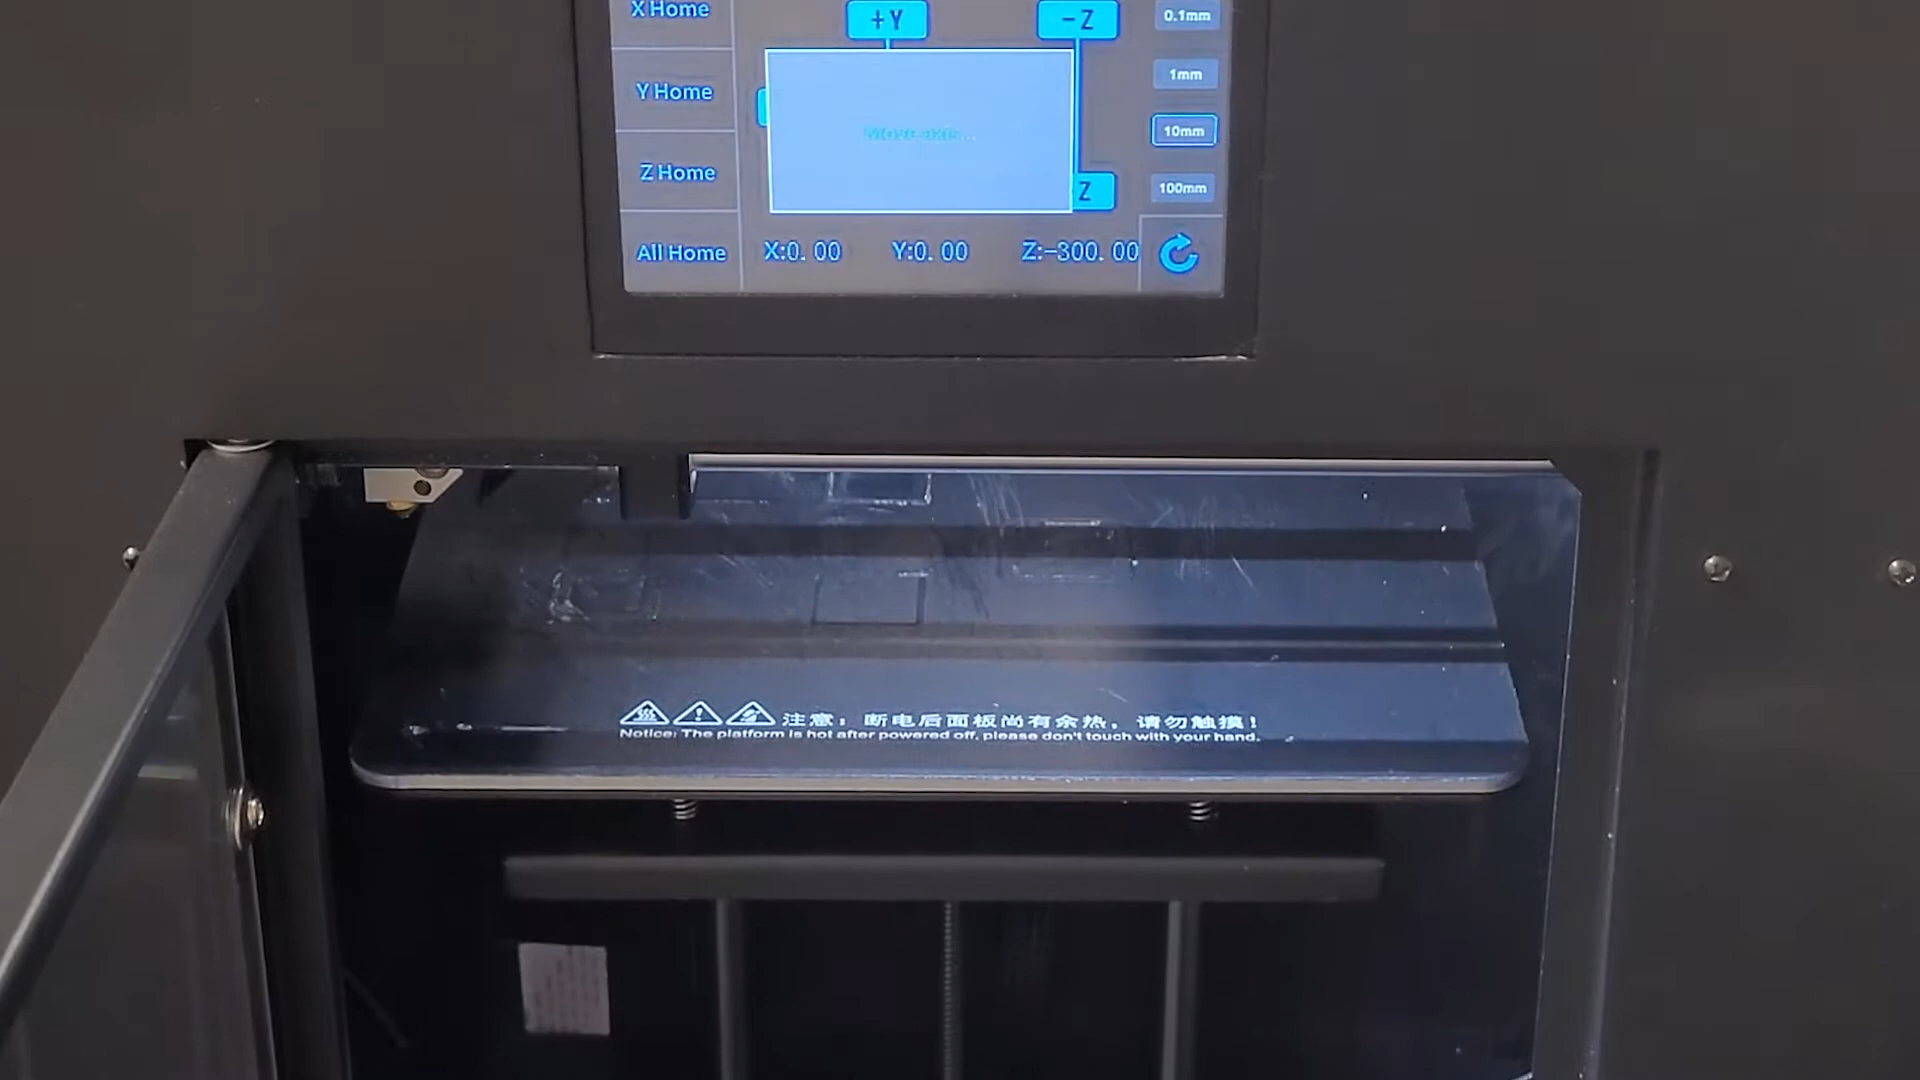 X Home
+Y
-Z
0.1mm
1mm
Y Home
Move axis...
10mm
Z Home
Z
100mm
All Home
X:0.00
Y:0.00
Z:-300.00
注意：断电后面板尚有余热，请勿触摸！
Notice: The platform is hot after powered off, please don't touch with your hand.